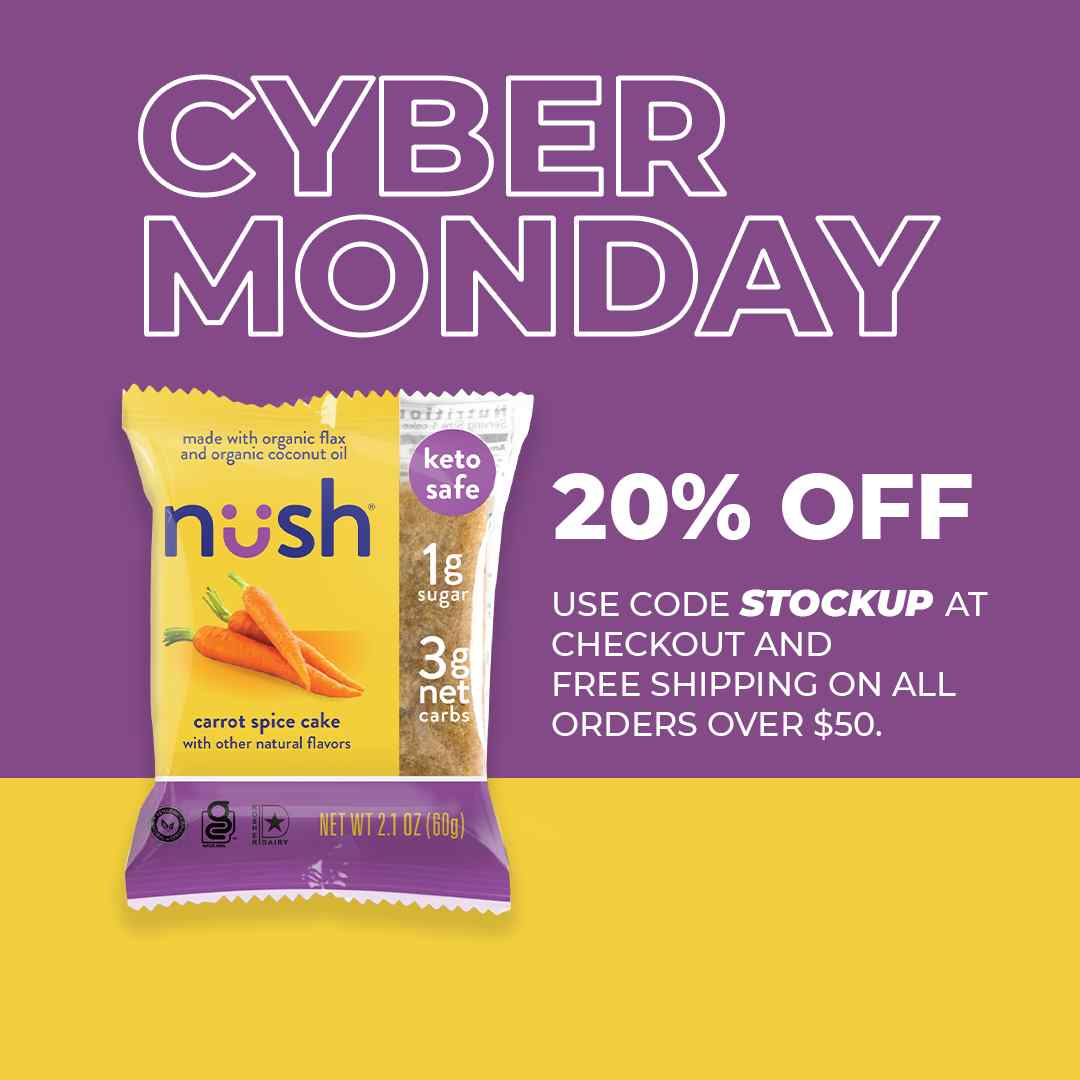 CYBER
MONDAY
made with organic flax
and organic coconut oil
nüsh®
keto
safe
1g
sugar
3g
net
carbs
carrot spice cake
with other natural flavors
NET WT 2.1 OZ (60g)
DAIRY
20% OFF
USE CODE STOCKUP AT
CHECKOUT AND
FREE SHIPPING ON ALL
ORDERS OVER $50.